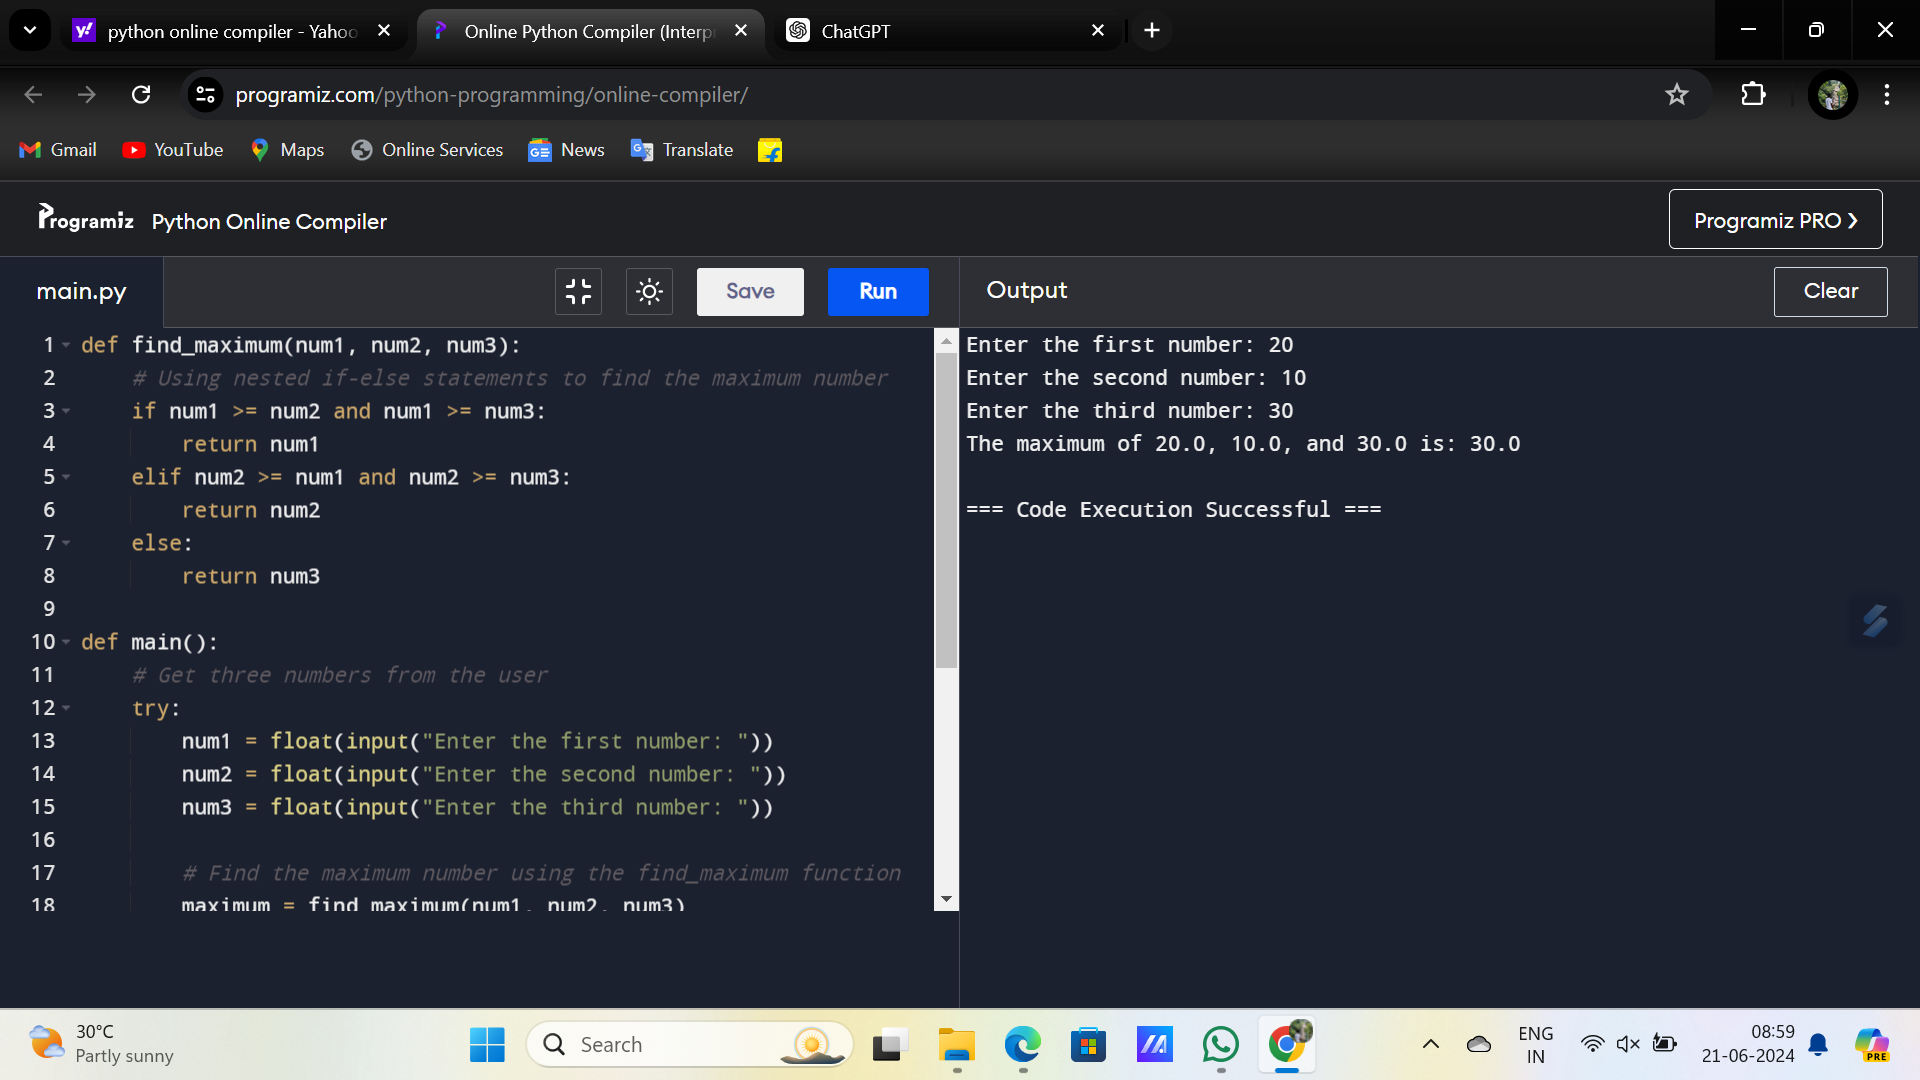 python online compiler - Yahoo
Online Python Compiler (Interp
ChatGPT
programiz.com/python-programming/online-compiler/
Gmail
YouTube
Maps
Online Services
News
Translate
Programiz Python Online Compiler
Programiz PRO ❯
main.py
Save
Run
Output
Clear
1 def find_maximum(num1, num2, num3):
2 # Using nested if-else statements to find the maximum number
3 if num1 >= num2 and num1 >= num3:
4 return num1
5 elif num2 >= num1 and num2 >= num3:
6 return num2
7 else:
8 return num3
9
10 def main():
11 # Get three numbers from the user
12 try:
13 num1 = float(input("Enter the first number: "))
14 num2 = float(input("Enter the second number: "))
15 num3 = float(input("Enter the third number: "))
16
17 # Find the maximum number using the find_maximum function
18 maximum = find_maximum(num1, num2, num3)
Enter the first number: 20
Enter the second number: 10
Enter the third number: 30
The maximum of 20.0, 10.0, and 30.0 is: 30.0
=== Code Execution Successful ===
30°C
Partly sunny
Search
ENG
IN
08:59
21-06-2024
PRE